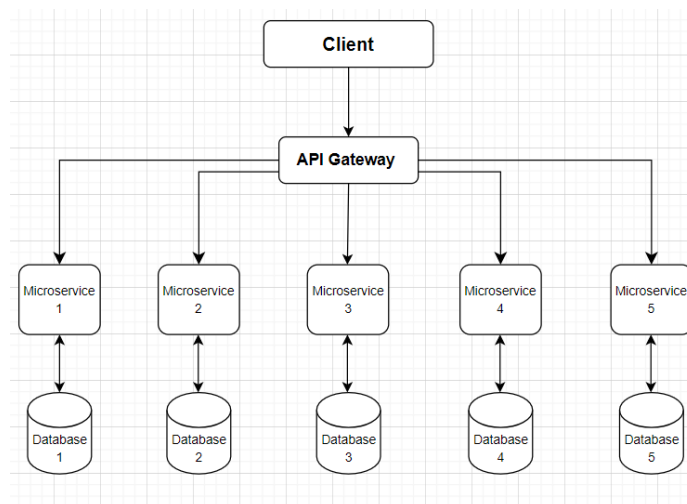 Client
API Gateway
Microservice
1
Microservice
2
Microservice
3
Microservice
4
Microservice
5
Database
1
Database
2
Database
3
Database
4
Database
5